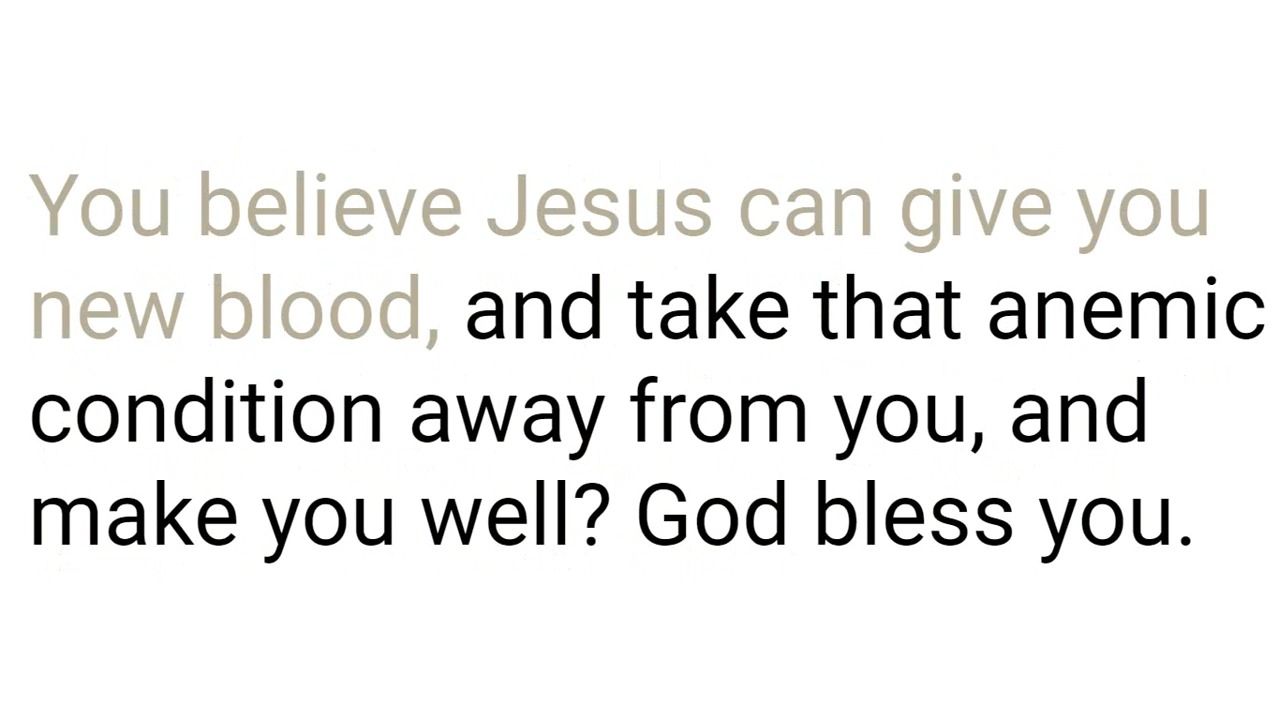 You believe Jesus can give you
new blood, and take that anemic
condition away from you, and
make you well? God bless you.